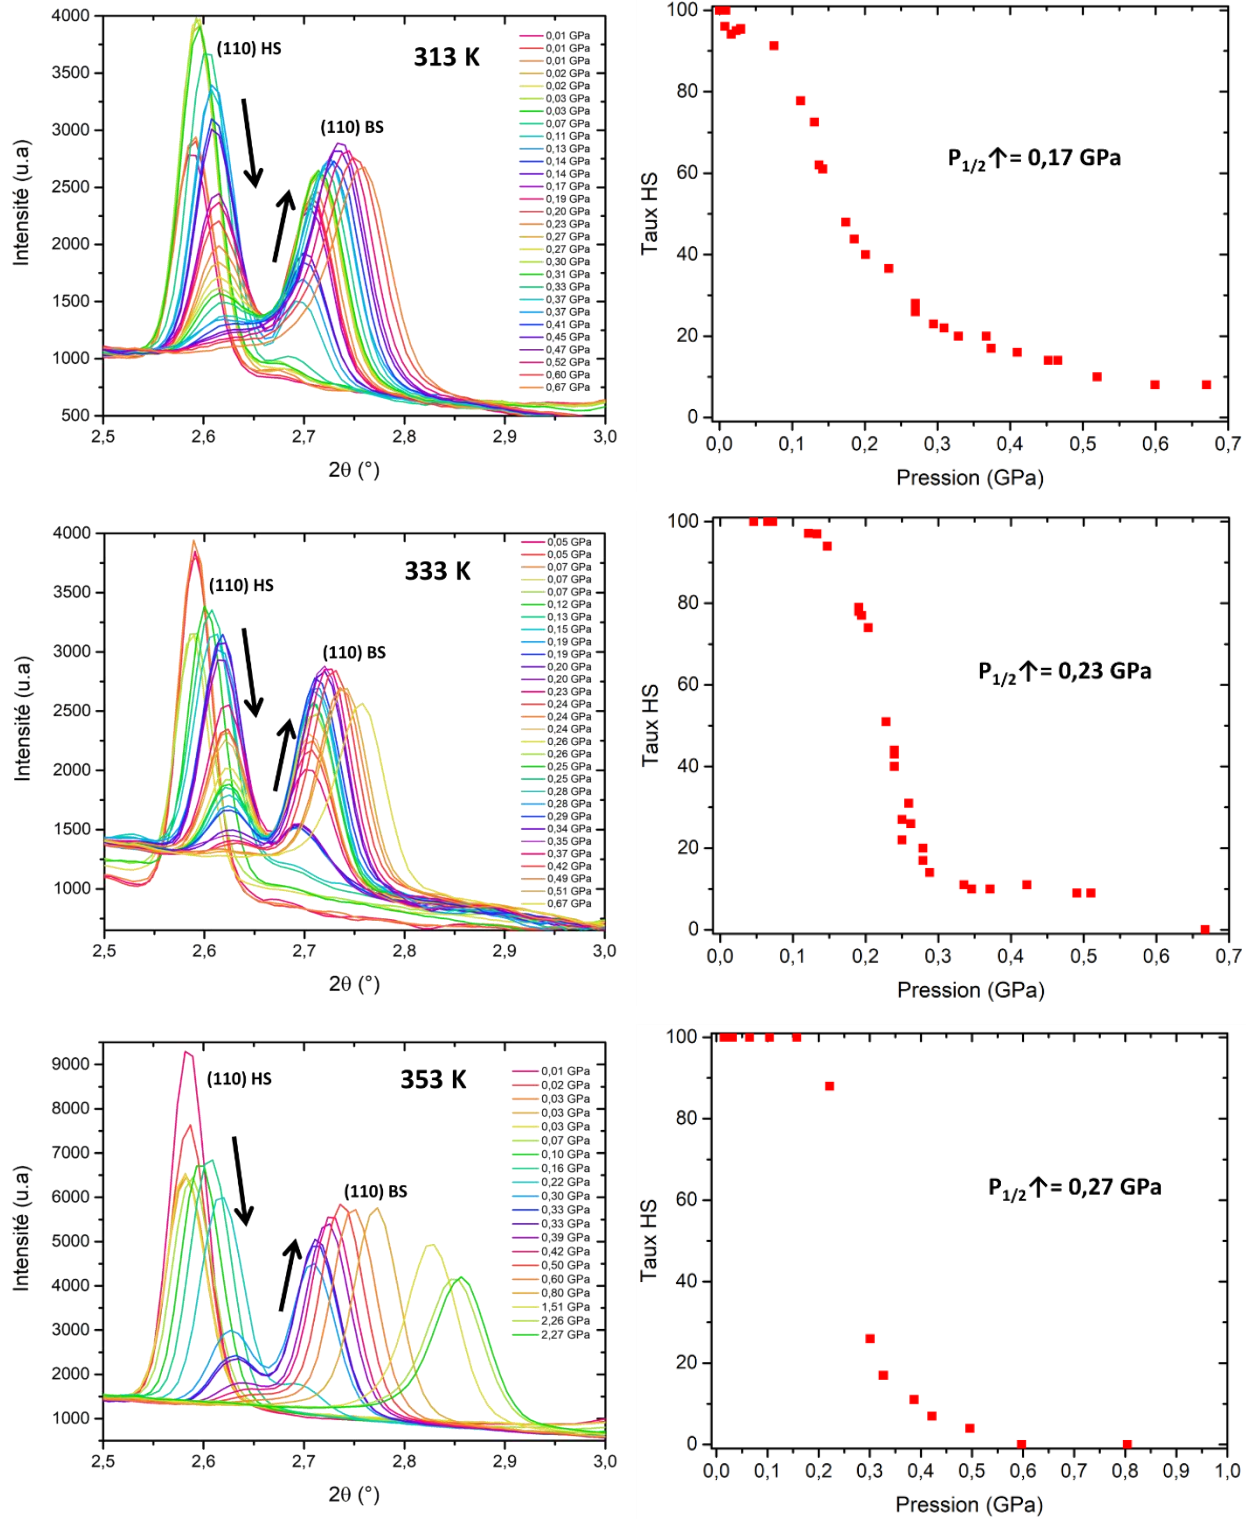 4000
3500
3000
2500
2000
1500
1000
500
Intensité (u.a)
(110) HS
313 K
(110) BS
0,01 GPa
0,01 GPa
0,01 GPa
0,02 GPa
0,02 GPa
0,03 GPa
0,03 GPa
0,07 GPa
0,11 GPa
0,13 GPa
0,14 GPa
0,14 GPa
0,17 GPa
0,19 GPa
0,20 GPa
0,23 GPa
0,27 GPa
0,27 GPa
0,30 GPa
0,31 GPa
0,33 GPa
0,37 GPa
0,37 GPa
0,41 GPa
0,45 GPa
0,47 GPa
0,52 GPa
0,60 GPa
0,67 GPa
2,5 2,6 2,7 2,8 2,9 3,0
2θ (°)
100
80
60
40
20
0
Taux HS
P1/2↑= 0,17 GPa
0,0 0,1 0,2 0,3 0,4 0,5 0,6 0,7
Pression (GPa)
4000
3500
3000
2500
2000
1500
1000
Intensité (u.a)
(110) HS
333 K
(110) BS
0,05 GPa
0,05 GPa
0,07 GPa
0,07 GPa
0,07 GPa
0,12 GPa
0,13 GPa
0,15 GPa
0,19 GPa
0,19 GPa
0,20 GPa
0,20 GPa
0,23 GPa
0,24 GPa
0,24 GPa
0,24 GPa
0,26 GPa
0,26 GPa
0,25 GPa
0,25 GPa
0,28 GPa
0,28 GPa
0,29 GPa
0,34 GPa
0,35 GPa
0,37 GPa
0,42 GPa
0,49 GPa
0,51 GPa
0,67 GPa
2,5 2,6 2,7 2,8 2,9 3,0
2θ (°)
100
80
60
40
20
0
Taux HS
P1/2↑= 0,23 GPa
0,0 0,1 0,2 0,3 0,4 0,5 0,6 0,7
Pression (GPa)
9000
8000
7000
6000
5000
4000
3000
2000
1000
Intensité (u.a)
(110) HS
353 K
(110) BS
0,01 GPa
0,02 GPa
0,03 GPa
0,03 GPa
0,03 GPa
0,07 GPa
0,10 GPa
0,16 GPa
0,22 GPa
0,30 GPa
0,33 GPa
0,33 GPa
0,39 GPa
0,42 GPa
0,50 GPa
0,60 GPa
0,80 GPa
1,51 GPa
2,26 GPa
2,27 GPa
2,5 2,6 2,7 2,8 2,9 3,0
2θ (°)
100
80
60
40
20
0
Taux HS
P1/2↑= 0,27 GPa
0,0 0,1 0,2 0,3 0,4 0,5 0,6 0,7 0,8 0,9 1,0
Pression (GPa)